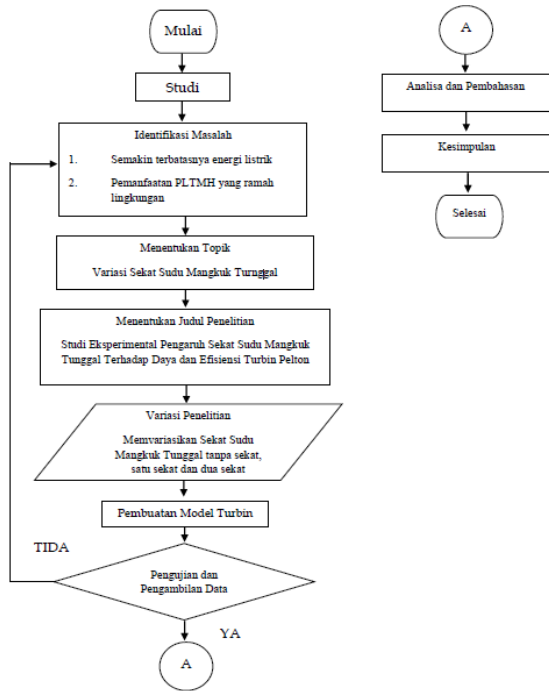 Mulai
Studi
Identifikasi Masalah
1. Semakin terbatasnya energi listrik
2. Pemanfaatan PLTMH yang ramah
lingkungan
Menentukan Topik
Variasi Sekat Sudu Mangkuk Turnggal
Menentukan Judul Penelitian
Studi Eksperimental Pengaruh Sekat Sudu Mangkuk
Tunggal Terhadap Daya dan Efisiensi Turbin Pelton
Variasi Penelitian
Memvariasikan Sekat Sudu
Mangkuk Tunggal tanpa sekat,
satu sekat dan dua sekat
Pembuatan Model Turbin
TIDA
Pengujian dan
Pengambilan Data
YA
A
A
Analisa dan Pembahasan
Kesimpulan
Selesai